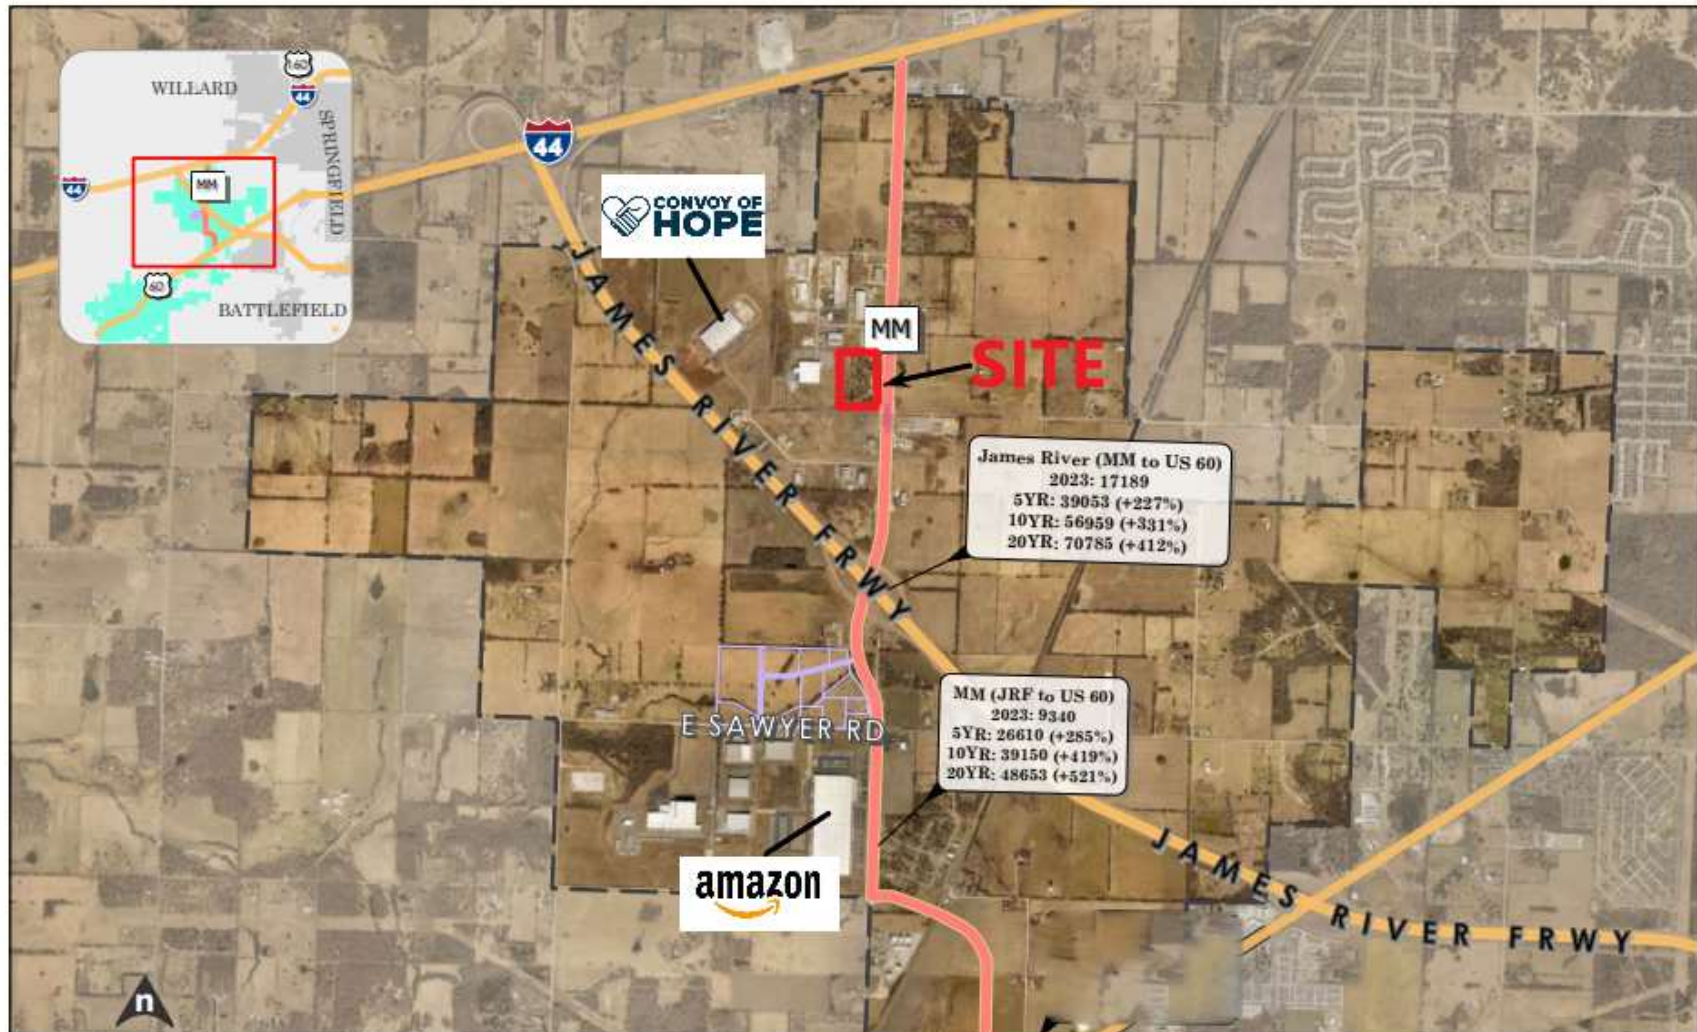 160
WILLARD
44
SPRINGFIELD
MM
44
60
BATTLEFIELD
44
CONVOY OF
HOPE
JAMES RIVER FRWY
MM
SITE
James River (MM to US 60)
2023: 17189
5YR: 39053 (+227%)
10YR: 56959 (+331%)
20YR: 70785 (+412%)
MM (JRF to US 60)
2023: 9340
5YR: 26610 (+285%)
10YR: 39150 (+419%)
20YR: 48653 (+521%)
E SAWYER RD
amazon
JAMES RIVER FRWY
n